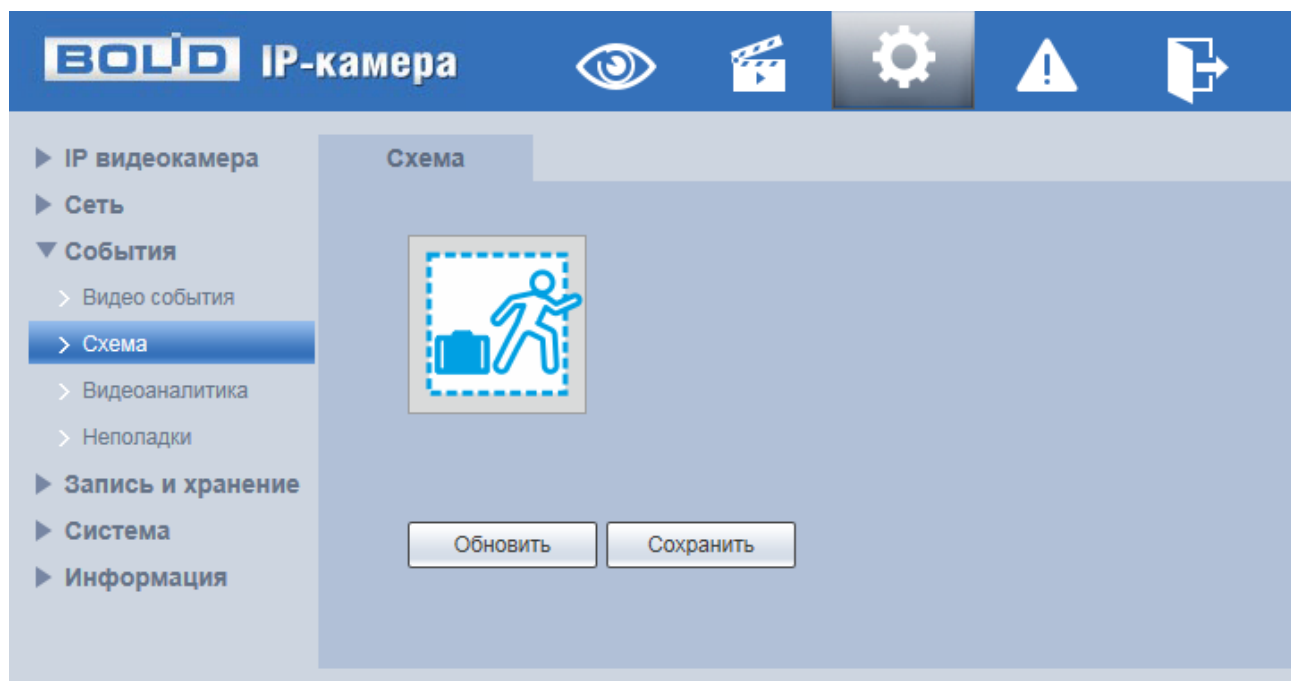 BOLID IP-камера
IP видеокамера
Сеть
События
Видео события
Схема
Видеоаналитика
Неполадки
Запись и хранение
Система
Информация
Схема
Обновить
Сохранить